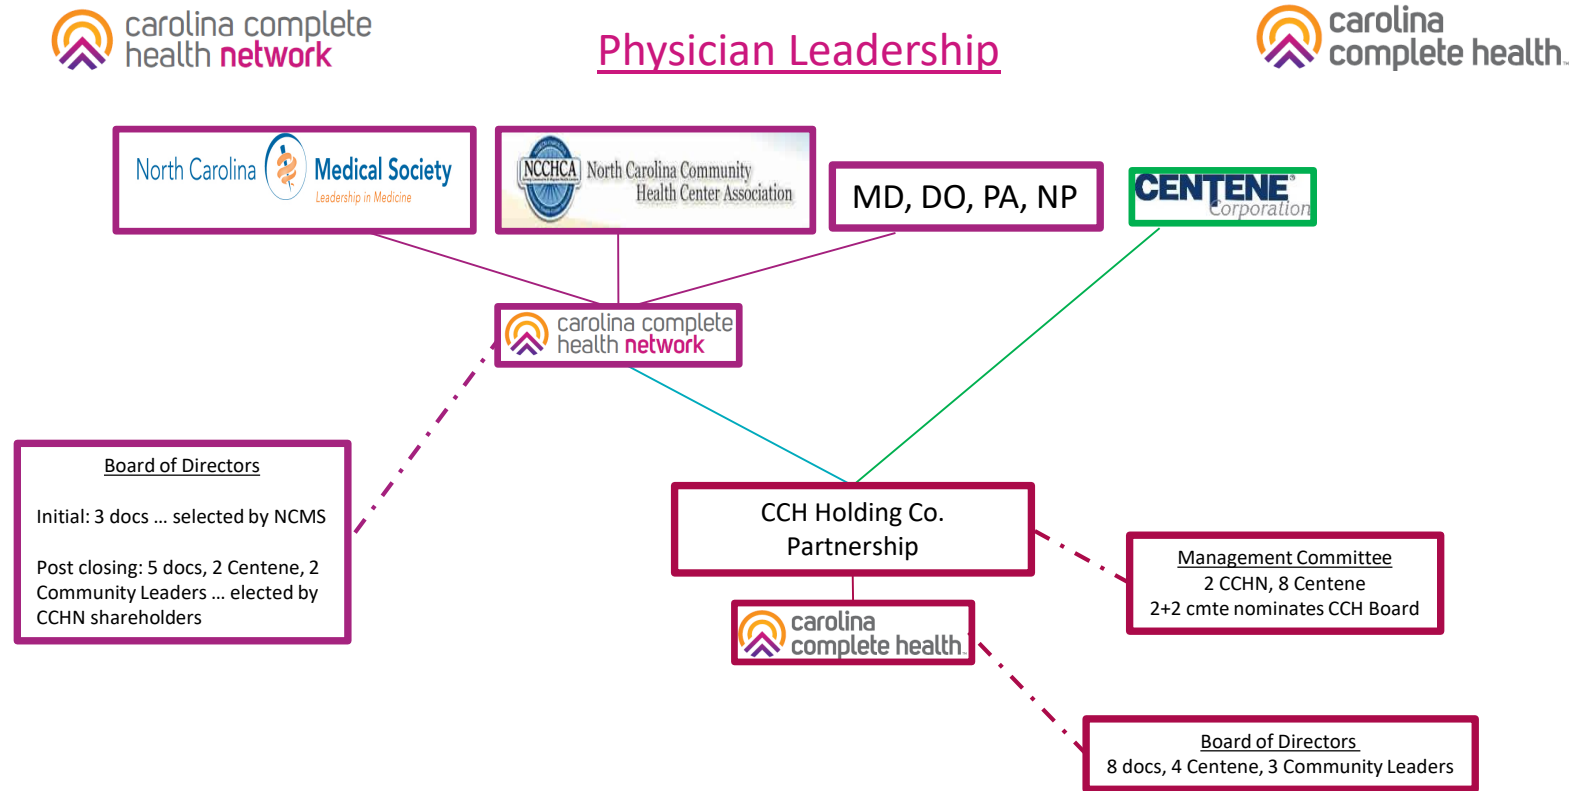 carolina complete
health network
Physician Leadership
carolina
complete health™
North Carolina Medical Society
Leadership in Medicine
NCCHCA
North Carolina Community
Health Center Association
MD, DO, PA, NP
CENTENE®
Corporation
carolina complete
health network
Board of Directors
Initial: 3 docs … selected by NCMS
Post closing: 5 docs, 2 Centene, 2
Community Leaders … elected by
CCHN shareholders
CCH Holding Co.
Partnership
Management Committee
2 CCHN, 8 Centene
2+2 cmte nominates CCH Board
carolina
complete health™
Board of Directors
8 docs, 4 Centene, 3 Community Leaders